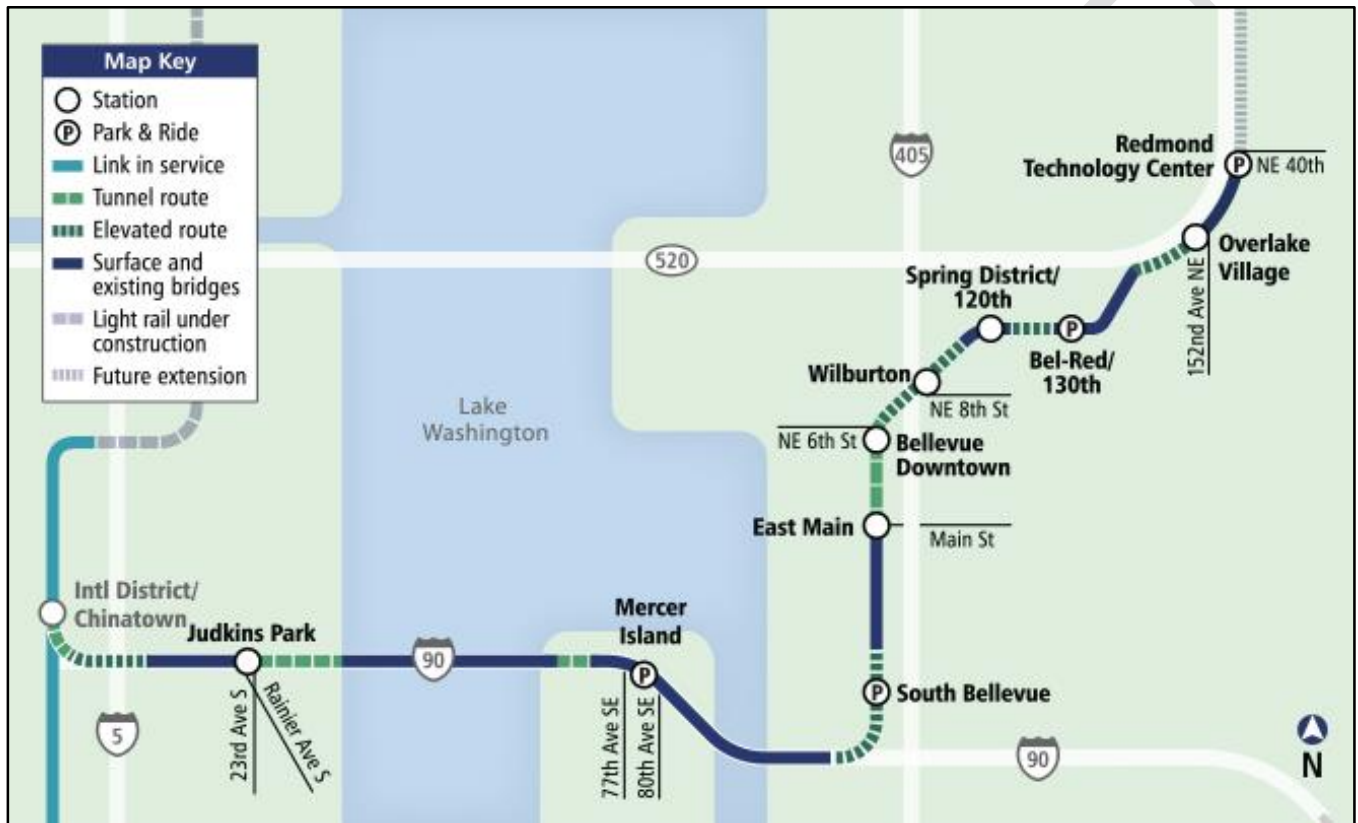 Map Key
Station
P Park & Ride
Link in service
Tunnel route
Elevated route
Surface and
existing bridges
Light rail under
construction
Future extension
405
Redmond
Technology Center
P
NE 40th
Overlake
Village
152nd Ave NE
520
Spring District/
120th
P
Bel-Red/
130th
Wilburton
NE 8th St
Lake
Washington
NE 6th St
Bellevue
Downtown
East Main
Main St
Intl District/
Chinatown
Judkins Park
23rd Ave S
Rainier Ave S
5
90
Mercer
Island
P
77th Ave SE
80th Ave SE
P
South Bellevue
90
N